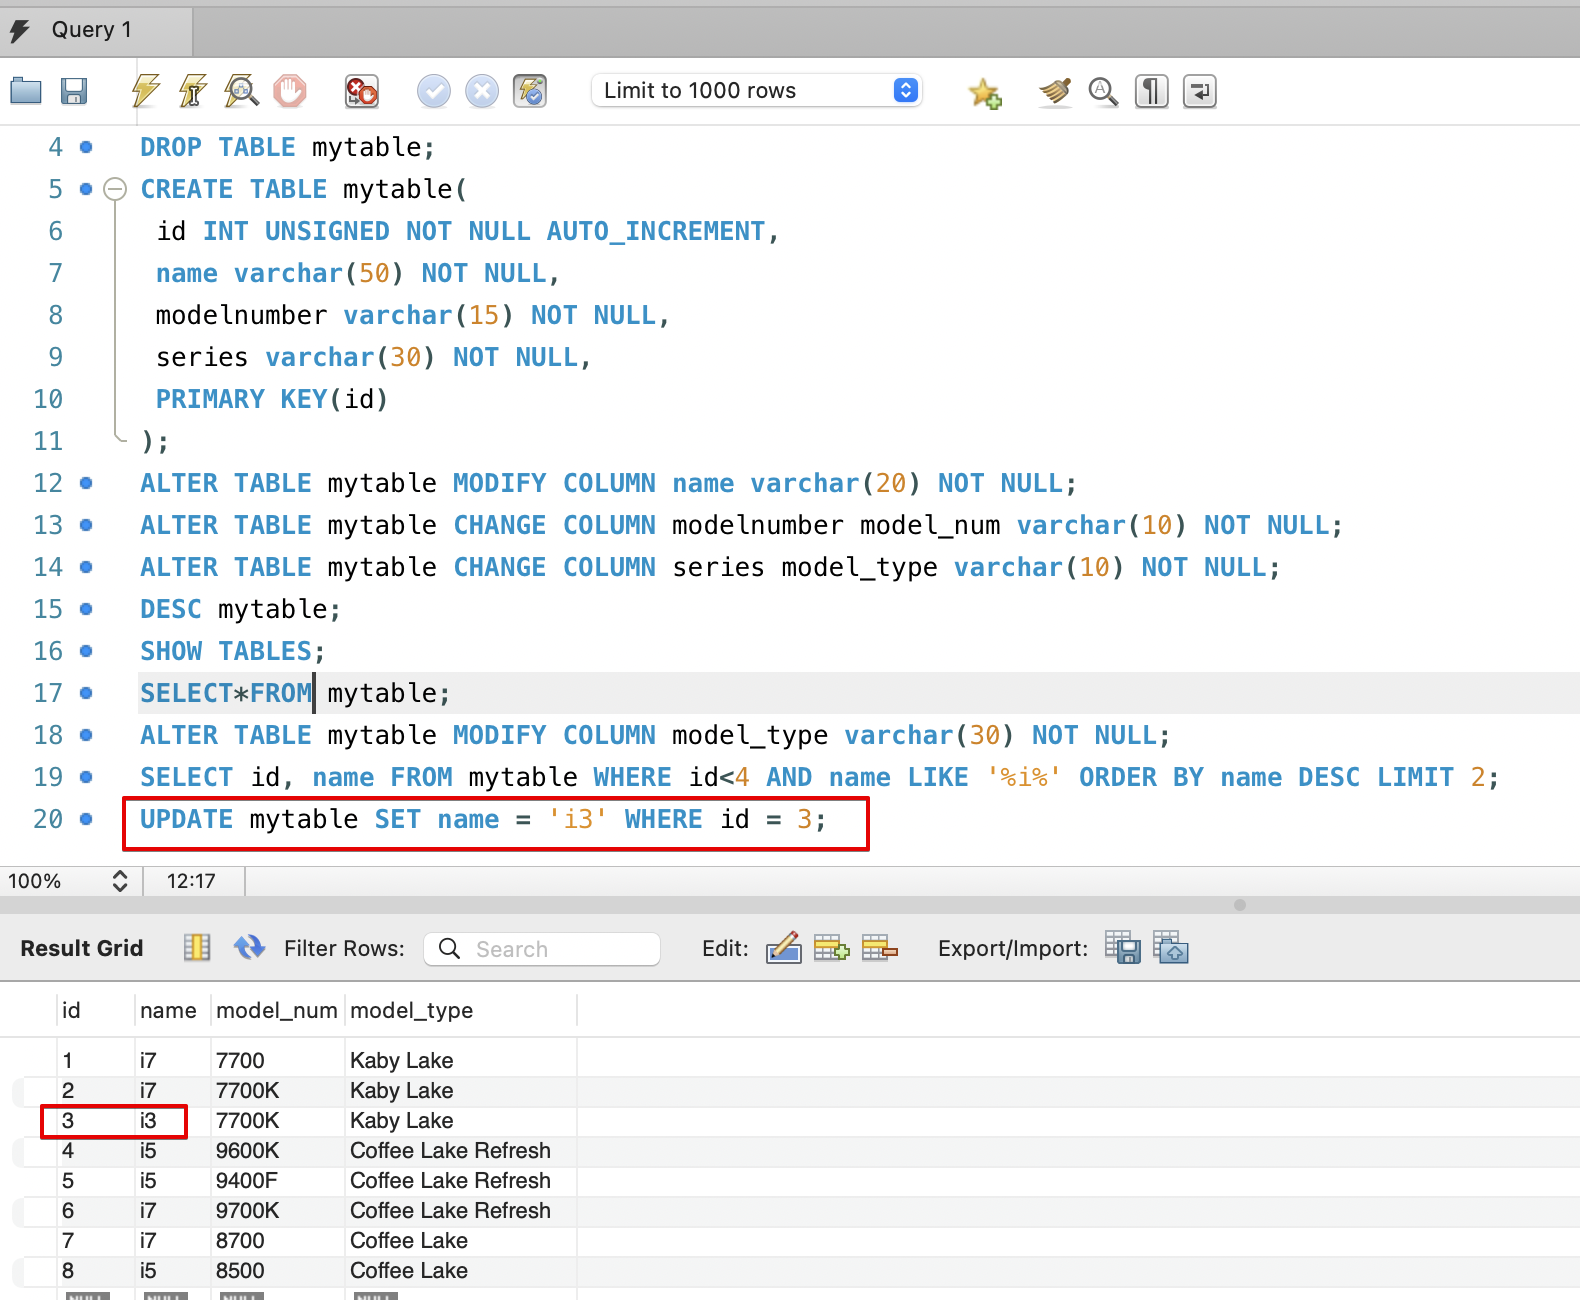 Query 1
Limit to 1000 rows
4 DROP TABLE mytable;
5 CREATE TABLE mytable(
6 id INT UNSIGNED NOT NULL AUTO_INCREMENT,
7 name varchar(50) NOT NULL,
8 modelnumber varchar(15) NOT NULL,
9 series varchar(30) NOT NULL,
10 PRIMARY KEY(id)
11 );
12 ALTER TABLE mytable MODIFY COLUMN name varchar(20) NOT NULL;
13 ALTER TABLE mytable CHANGE COLUMN modelnumber model_num varchar(10) NOT NULL;
14 ALTER TABLE mytable CHANGE COLUMN series model_type varchar(10) NOT NULL;
15 DESC mytable;
16 SHOW TABLES;
17 SELECT*FROM mytable;
18 ALTER TABLE mytable MODIFY COLUMN model_type varchar(30) NOT NULL;
19 SELECT id, name FROM mytable WHERE id<4 AND name LIKE '%i%' ORDER BY name DESC LIMIT 2;
20 UPDATE mytable SET name = 'i3' WHERE id = 3;
100% 12:17
Result Grid Filter Rows: Search Edit: Export/Import:
id name model_num model_type
1 i7 7700 Kaby Lake
2 i7 7700K Kaby Lake
3 i3 7700K Kaby Lake
4 i5 9600K Coffee Lake Refresh
5 i5 9400F Coffee Lake Refresh
6 i7 9700K Coffee Lake Refresh
7 i7 8700 Coffee Lake
8 i5 8500 Coffee Lake
NULL NULL NULL NULL